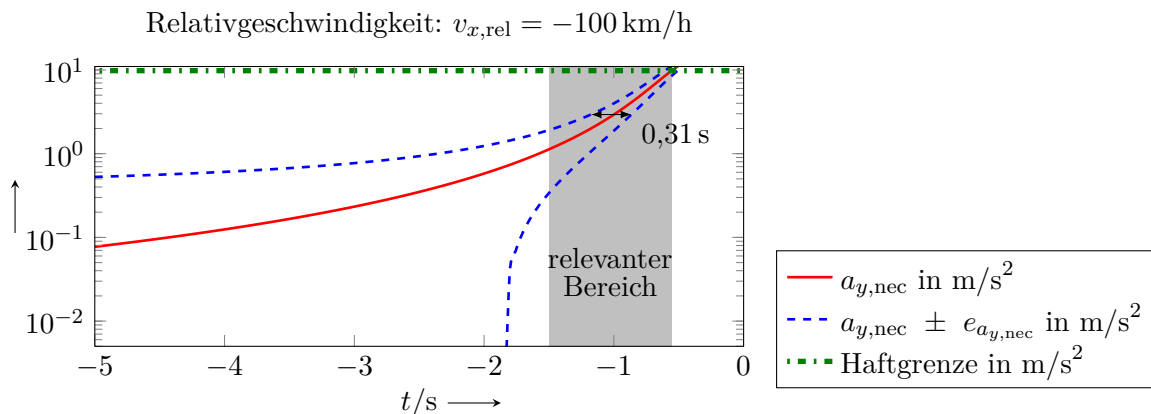 Relativgeschwindigkeit: v_{x,rel} = −100 km/h
10^1
10^0
10^{−1}
10^{−2}
0,31 s
relevanter
Bereich
−5 −4 −3 −2 −1 0
t/s
a_{y,nec} in m/s^2
a_{y,nec} ± e_{a_{y,nec}} in m/s^2
Haftgrenze in m/s^2